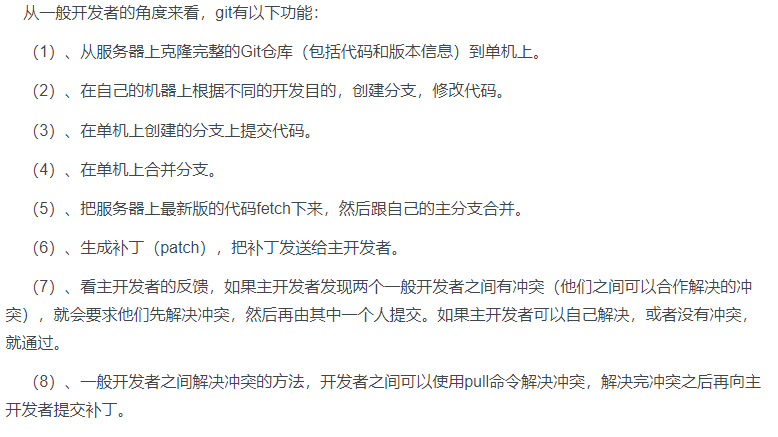 从一般开发者的角度来看，git有以下功能：
（1）、从服务器上克隆完整的Git仓库（包括代码和版本信息）到单机上。
（2）、在自己的机器上根据不同的开发目的，创建分支，修改代码。
（3）、在单机上创建的分支上提交代码。
（4）、在单机上合并分支。
（5）、把服务器上最新版的代码fetch下来，然后跟自己的主分支合并。
（6）、生成补丁（patch），把补丁发送给主开发者。
（7）、看主开发者的反馈，如果主开发者发现两个一般开发者之间有冲突（他们之间可以合作解决的冲
突），就会要求他们先解决冲突，然后再由其中一个人提交。如果主开发者可以自己解决，或者没有冲突，
就通过。
（8）、一般开发者之间解决冲突的方法，开发者之间可以使用pull命令解决冲突，解决完冲突之后再向主
开发者提交补丁。